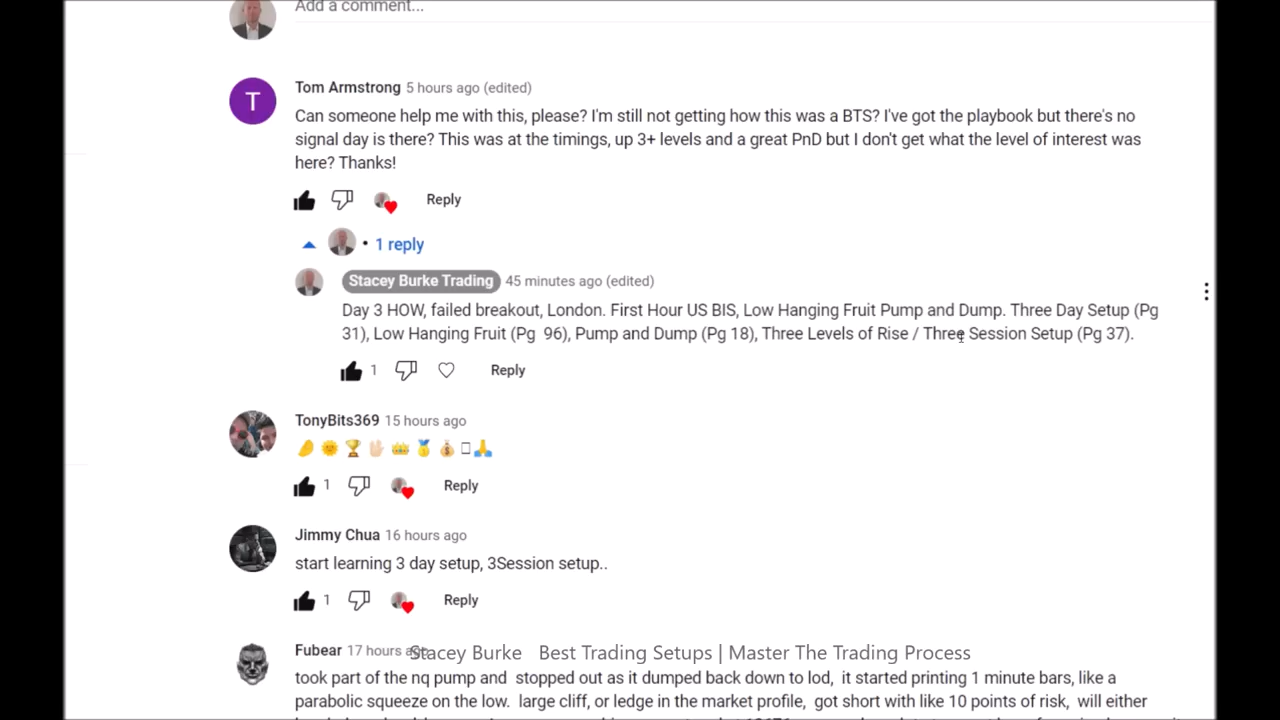 Add a comment...
T
Tom Armstrong 5 hours ago (edited)
Can someone help me with this, please? I'm still not getting how this was a BTS? I've got the playbook but there's no
signal day is there? This was at the timings, up 3+ levels and a great PnD but I don't get what the level of interest was
here? Thanks!
Reply
• 1 reply
Stacey Burke Trading 45 minutes ago (edited)
Day 3 HOW, failed breakout, London. First Hour US BIS, Low Hanging Fruit Pump and Dump. Three Day Setup (Pg
31), Low Hanging Fruit (Pg 96), Pump and Dump (Pg 18), Three Levels of Rise / Three Session Setup (Pg 37).
1 Reply
TonyBits369 15 hours ago
1 Reply
Jimmy Chua 16 hours ago
start learning 3 day setup, 3Session setup..
1 Reply
Fubear 17 hours ago
Stacey Burke Best Trading Setups | Master The Trading Process
took part of the nq pump and stopped out as it dumped back down to lod, it started printing 1 minute bars, like a
parabolic squeeze on the low. large cliff, or ledge in the market profile, got short with like 10 points of risk, will either